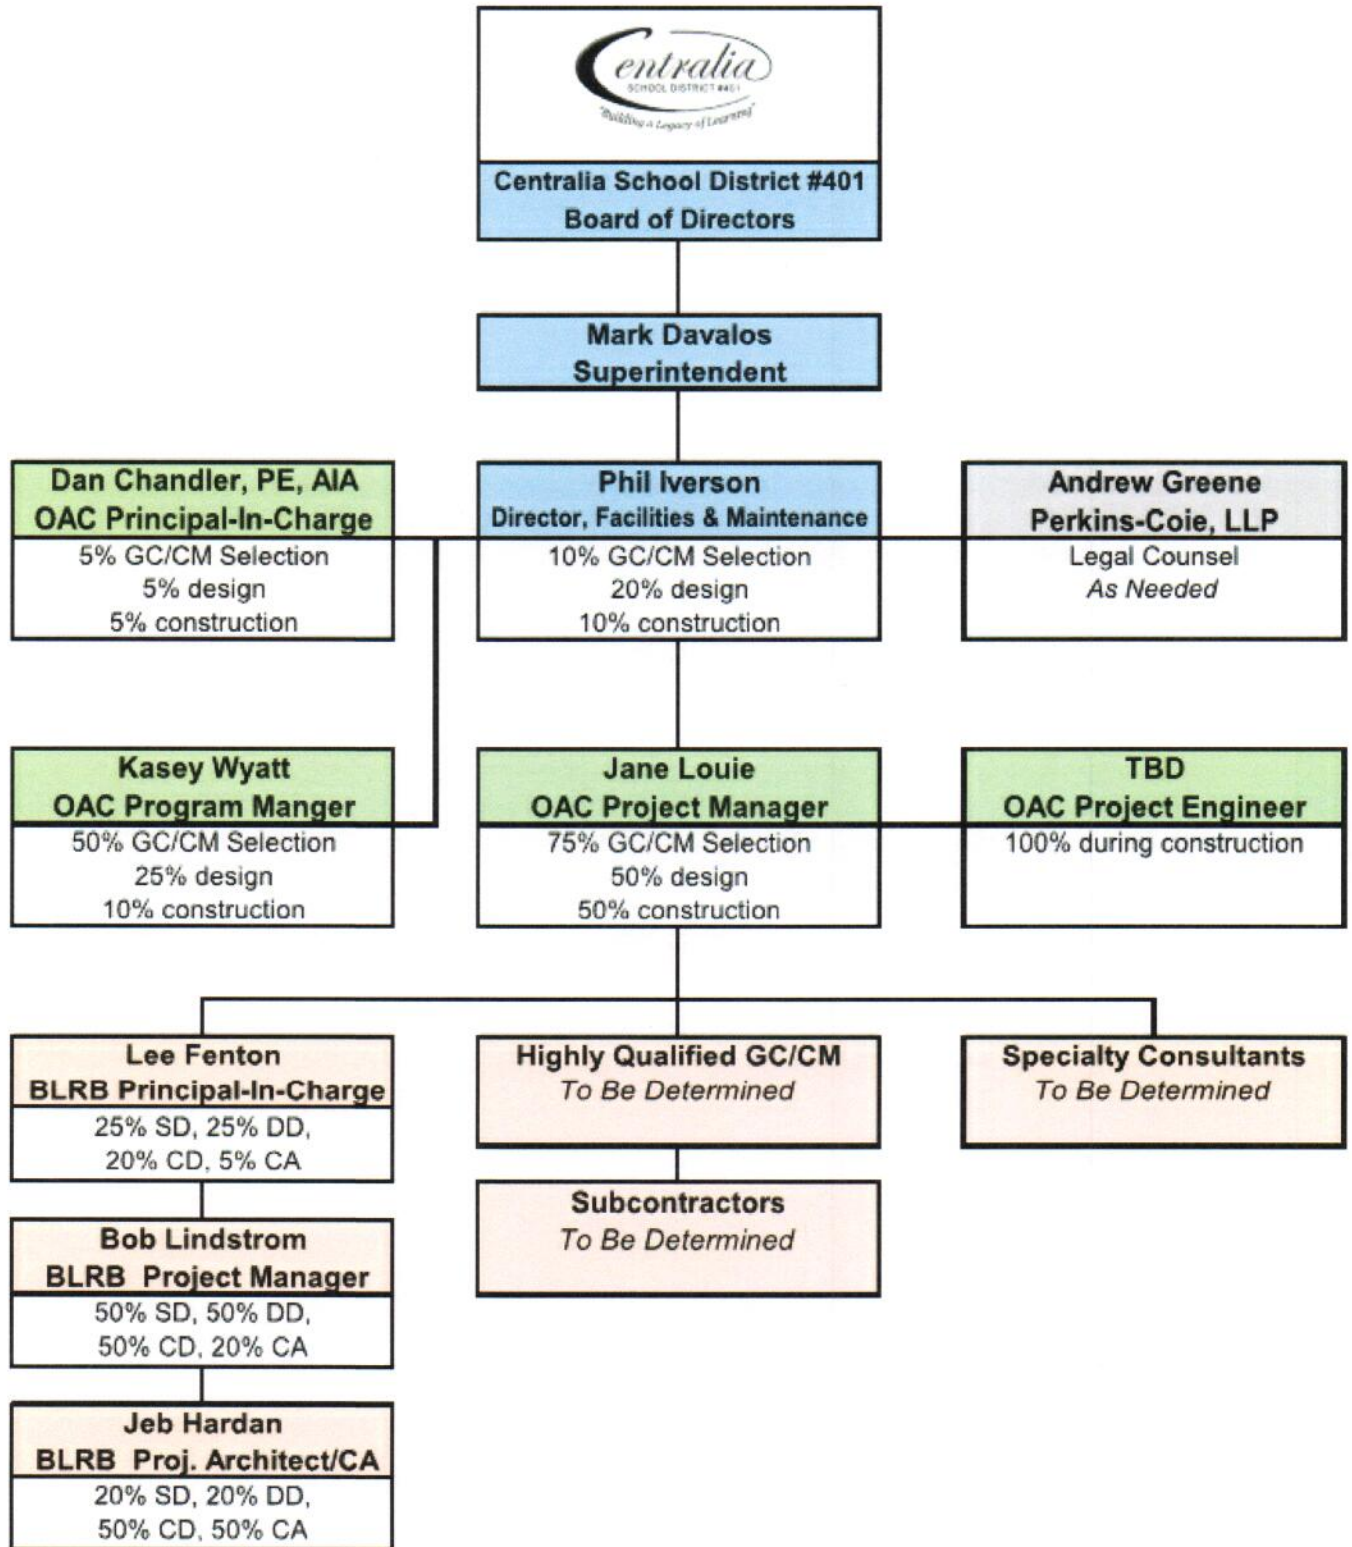 Centralia
SCHOOL DISTRICT #401
"Building a Legacy of Learning"
Centralia School District #401
Board of Directors
Mark Davalos
Superintendent
Dan Chandler, PE, AIA
OAC Principal-In-Charge
5% GC/CM Selection
5% design
5% construction
Phil Iverson
Director, Facilities & Maintenance
10% GC/CM Selection
20% design
10% construction
Andrew Greene
Perkins-Coie, LLP
Legal Counsel
As Needed
Kasey Wyatt
OAC Program Manger
50% GC/CM Selection
25% design
10% construction
Jane Louie
OAC Project Manager
75% GC/CM Selection
50% design
50% construction
TBD
OAC Project Engineer
100% during construction
Lee Fenton
BLRB Principal-In-Charge
25% SD, 25% DD,
20% CD, 5% CA
Highly Qualified GC/CM
To Be Determined
Specialty Consultants
To Be Determined
Subcontractors
To Be Determined
Bob Lindstrom
BLRB Project Manager
50% SD, 50% DD,
50% CD, 20% CA
Jeb Hardan
BLRB Proj. Architect/CA
20% SD, 20% DD,
50% CD, 50% CA